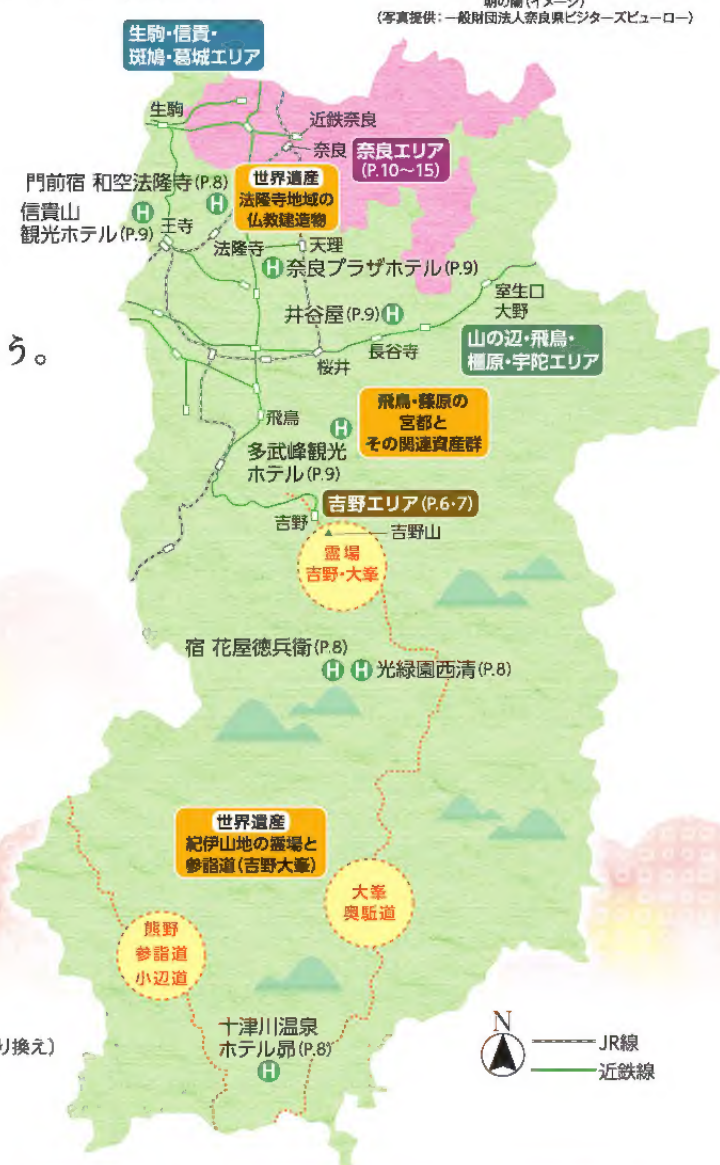 明の陽(イメージ)
(写真提供:一般財団法人奈良県ビジターズビューロー)
生駒・信貴・
斑鳩・葛城エリア
生駒
近鉄奈良
奈良
奈良エリア
(P.10~15)
門前宿 和空法隆寺(P.8)
世界遺産
法隆寺地域の
仏教建造物
信貴山
観光ホテル(P.9)
王寺
法隆寺
天理
奈良プラザホテル(P.9)
井谷屋(P.9)
室生口
大野
長谷寺
桜井
山の辺・飛鳥・
橿原・宇陀エリア
う。
飛鳥
飛鳥・藤原の
宮都と
その関連資産群
多武峰観光
ホテル(P.9)
吉野エリア(P.6・7)
吉野
吉野山
霊場
吉野・大峯
宿 花屋徳兵衛(P.8)
光緑園西清(P.8)
世界遺産
紀伊山地の霊場と
参詣道(吉野大峯)
大峯
奥駈道
熊野
参詣道
小辺道
り換え)
十津川温泉
ホテル昴(P.8)
N
JR線
近鉄線